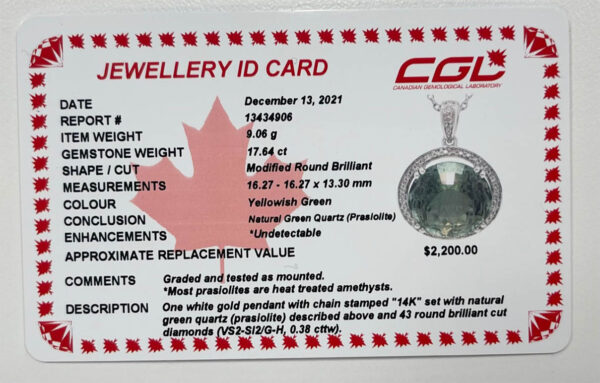 JEWELLERY ID CARD
CGL
CANADIAN GEMOLOGICAL LABORATORY
DATE December 13, 2021
REPORT # 13434906
ITEM WEIGHT 9.06 g
GEMSTONE WEIGHT 17.64 ct
SHAPE / CUT Modified Round Brilliant
MEASUREMENTS 16.27 - 16.27 x 13.30 mm
COLOUR Yellowish Green
CONCLUSION Natural Green Quartz (Prasiolite)
ENHANCEMENTS *Undetectable
APPROXIMATE REPLACEMENT VALUE $2,200.00
COMMENTS Graded and tested as mounted.
*Most prasiolites are heat treated amethysts.
DESCRIPTION One white gold pendant with chain stamped "14K" set with natural
green quartz (prasiolite) described above and 43 round brilliant cut
diamonds (VS2-SI2/G-H, 0.38 cttw).